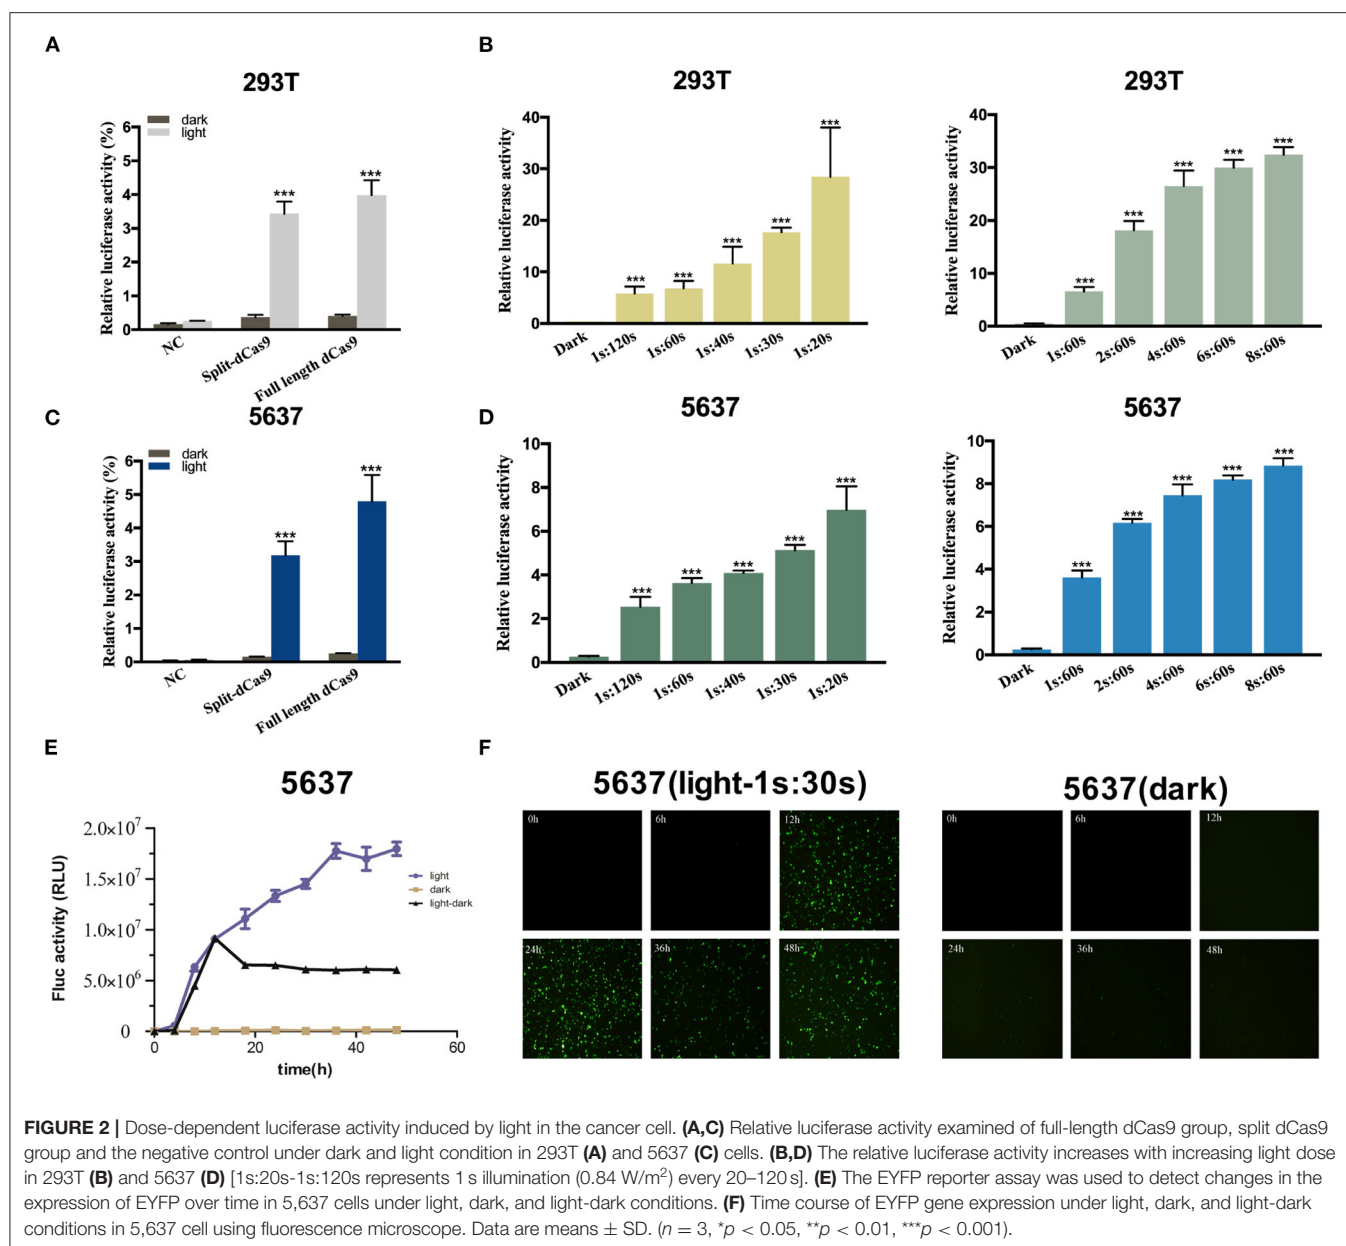 A
293T
dark
light
Relative luciferase activity (%)
6
5
4
3
2
1
0
***
***
NC
Split-dCas9
Full length dCas9
B
293T
Relative luciferase activity
40
30
20
10
0
***
***
***
***
***
Dark
1s:120s
1s:60s
1s:40s
1s:30s
1s:20s
293T
Relative luciferase activity
40
30
20
10
0
***
***
***
***
***
Dark
1s:60s
2s:60s
4s:60s
6s:60s
8s:60s
C
5637
dark
light
Relative luciferase activity (%)
6
5
4
3
2
1
0
***
***
NC
Split-dCas9
Full length dCas9
D
5637
Relative luciferase activity
10
8
6
4
2
0
***
***
***
***
***
Dark
1s:120s
1s:60s
1s:40s
1s:30s
1s:20s
5637
Relative luciferase activity
10
8
6
4
2
0
***
***
***
***
***
Dark
1s:60s
2s:60s
4s:60s
6s:60s
8s:60s
E
5637
Fluc activity (RLU)
2.0×10⁷
1.5×10⁷
1.0×10⁷
5.0×10⁶
0
0
20
40
60
time(h)
light
dark
light-dark
F
5637(light-1s:30s)
0h
6h
12h
24h
36h
48h
5637(dark)
0h
6h
12h
24h
36h
48h
FIGURE 2 | Dose-dependent luciferase activity induced by light in the cancer cell. (A,C) Relative luciferase activity examined of full-length dCas9 group, split dCas9
group and the negative control under dark and light condition in 293T (A) and 5637 (C) cells. (B,D) The relative luciferase activity increases with increasing light dose
in 293T (B) and 5637 (D) [1s:20s-1s:120s represents 1 s illumination (0.84 W/m²) every 20–120 s]. (E) The EYFP reporter assay was used to detect changes in the
expression of EYFP over time in 5,637 cells under light, dark, and light-dark conditions. (F) Time course of EYFP gene expression under light, dark, and light-dark
conditions in 5,637 cell using fluorescence microscope. Data are means ± SD. (n = 3, *p < 0.05, **p < 0.01, ***p < 0.001).